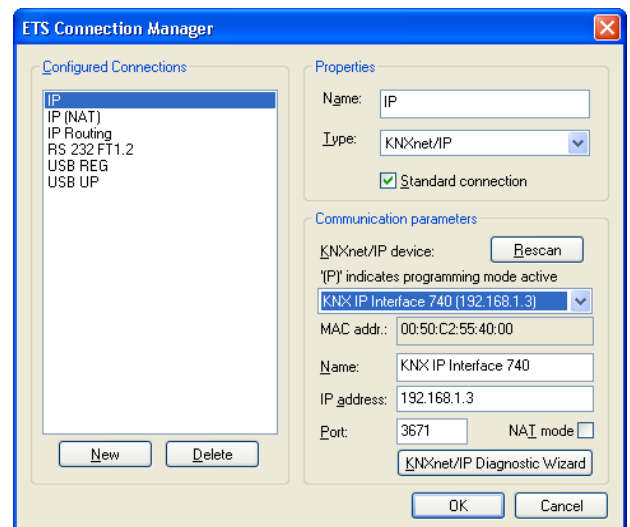 ETS Connection Manager
Configured Connections
IP
IP (NAT)
IP Routing
RS 232 FT1.2
USB REG
USB UP
New
Delete
Properties
Name: IP
Type: KNXnet/IP
Standard connection
Communication parameters
KNXnet/IP device: Rescan
'(P)' indicates programming mode active
KNX IP Interface 740 (192.168.1.3)
MAC addr.: 00:50:C2:55:40:00
Name: KNX IP Interface 740
IP address: 192.168.1.3
Port: 3671 NAT mode
KNXnet/IP Diagnostic Wizard
OK Cancel